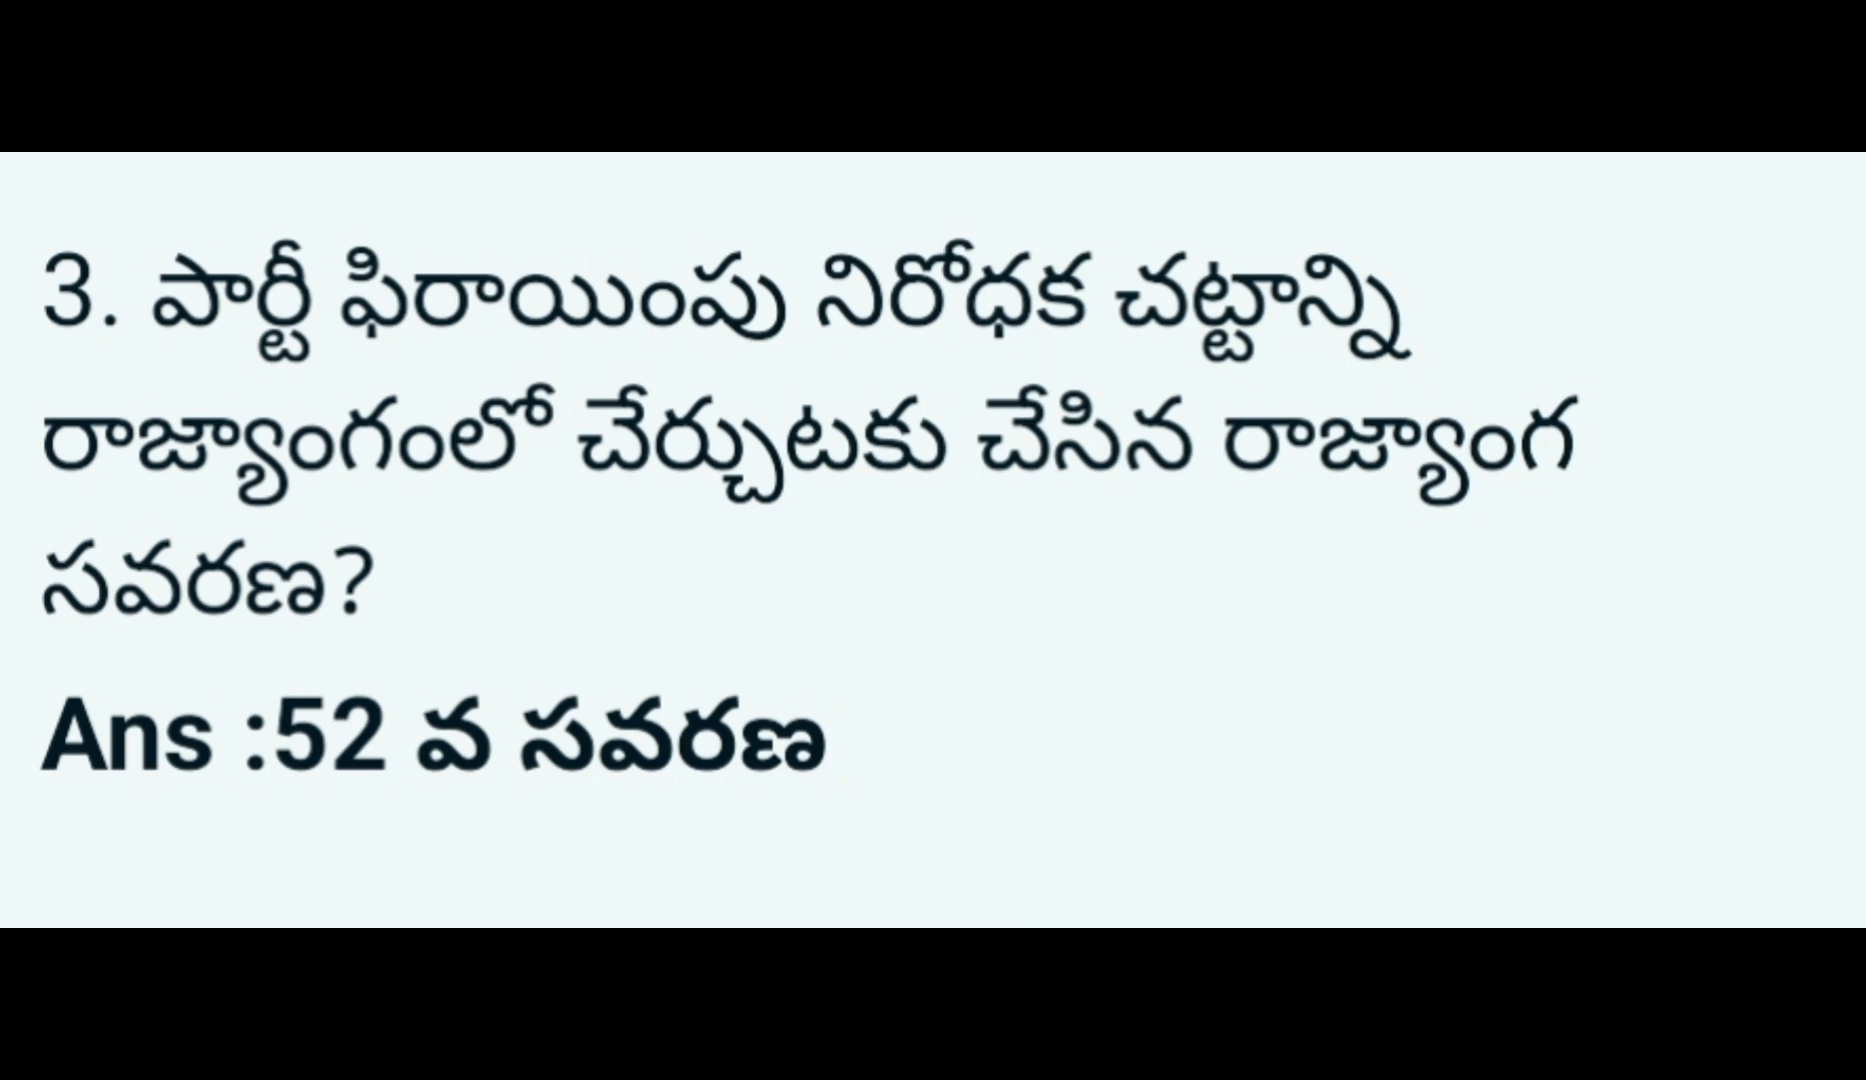 3. పార్టీ ఫిరాయింపు నిరోధక చట్టాన్ని
రాజ్యాంగంలో చేర్చుటకు చేసిన రాజ్యాంగ
సవరణ?
Ans :52 వ సవరణ